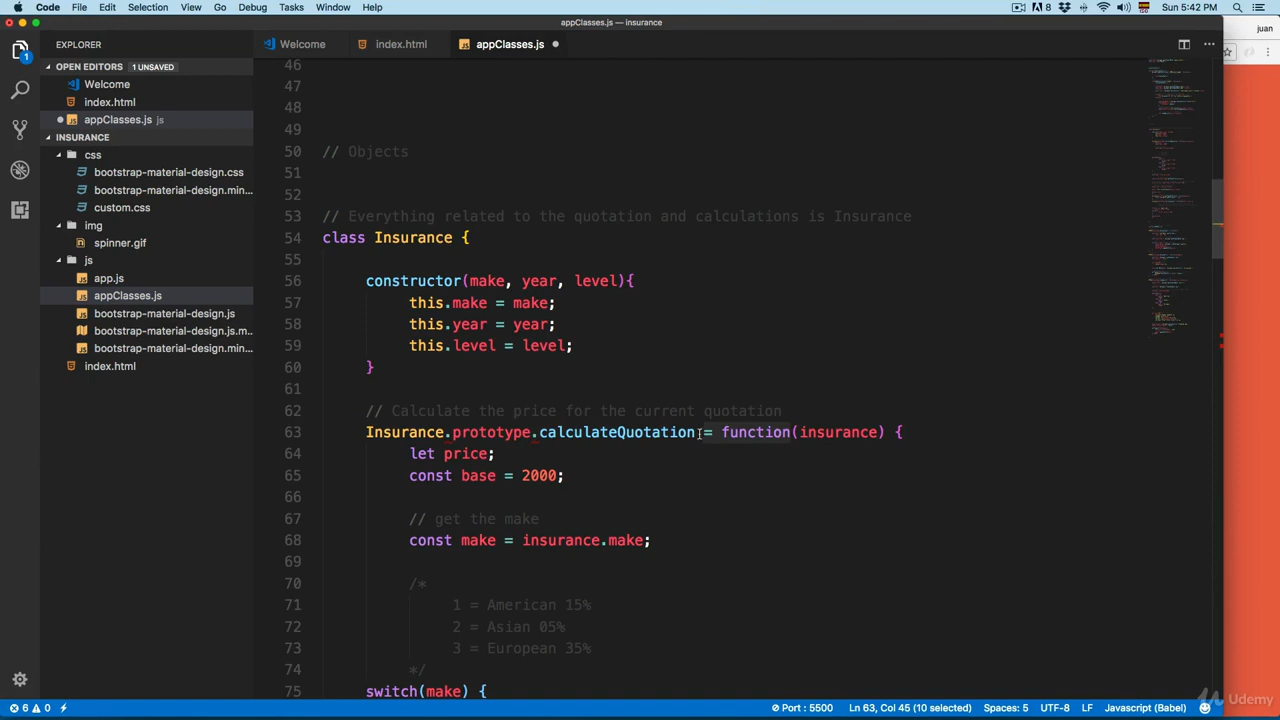 Code File Edit Selection View Go Debug Tasks Window Help 8 Sun 5:42 PM
appClasses.js — insurance
juan
EXPLORER
Welcome index.html appClasses.js
OPEN EDITORS 1 UNSAVED
Welcome
index.html
appClasses.js js
INSURANCE
css
bootstrap-material-design.css
bootstrap-material-design.min...
custom.css
img
spinner.gif
js
app.js
appClasses.js
bootstrap-material-design.js
bootstrap-material-design.js.m...
bootstrap-material-design.min...
index.html
46
47
48
49
50 // Objects
51
52
53 // Everything related to the quotation and calculations is Insurance
54 class Insurance {
55
56 constructor(make, year, level){
57 this.make = make;
58 this.year = year;
59 this.level = level;
60 }
61
62 // Calculate the price for the current quotation
63 Insurance.prototype.calculateQuotation = function(insurance) {
64 let price;
65 const base = 2000;
66
67 // get the make
68 const make = insurance.make;
69
70 /*
71 1 = American 15%
72 2 = Asian 05%
73 3 = European 35%
74 */
75 switch(make) {
Udemy
1
6 0 Port : 5500 Ln 63, Col 45 (10 selected) Spaces: 5 UTF-8 LF Javascript (Babel)